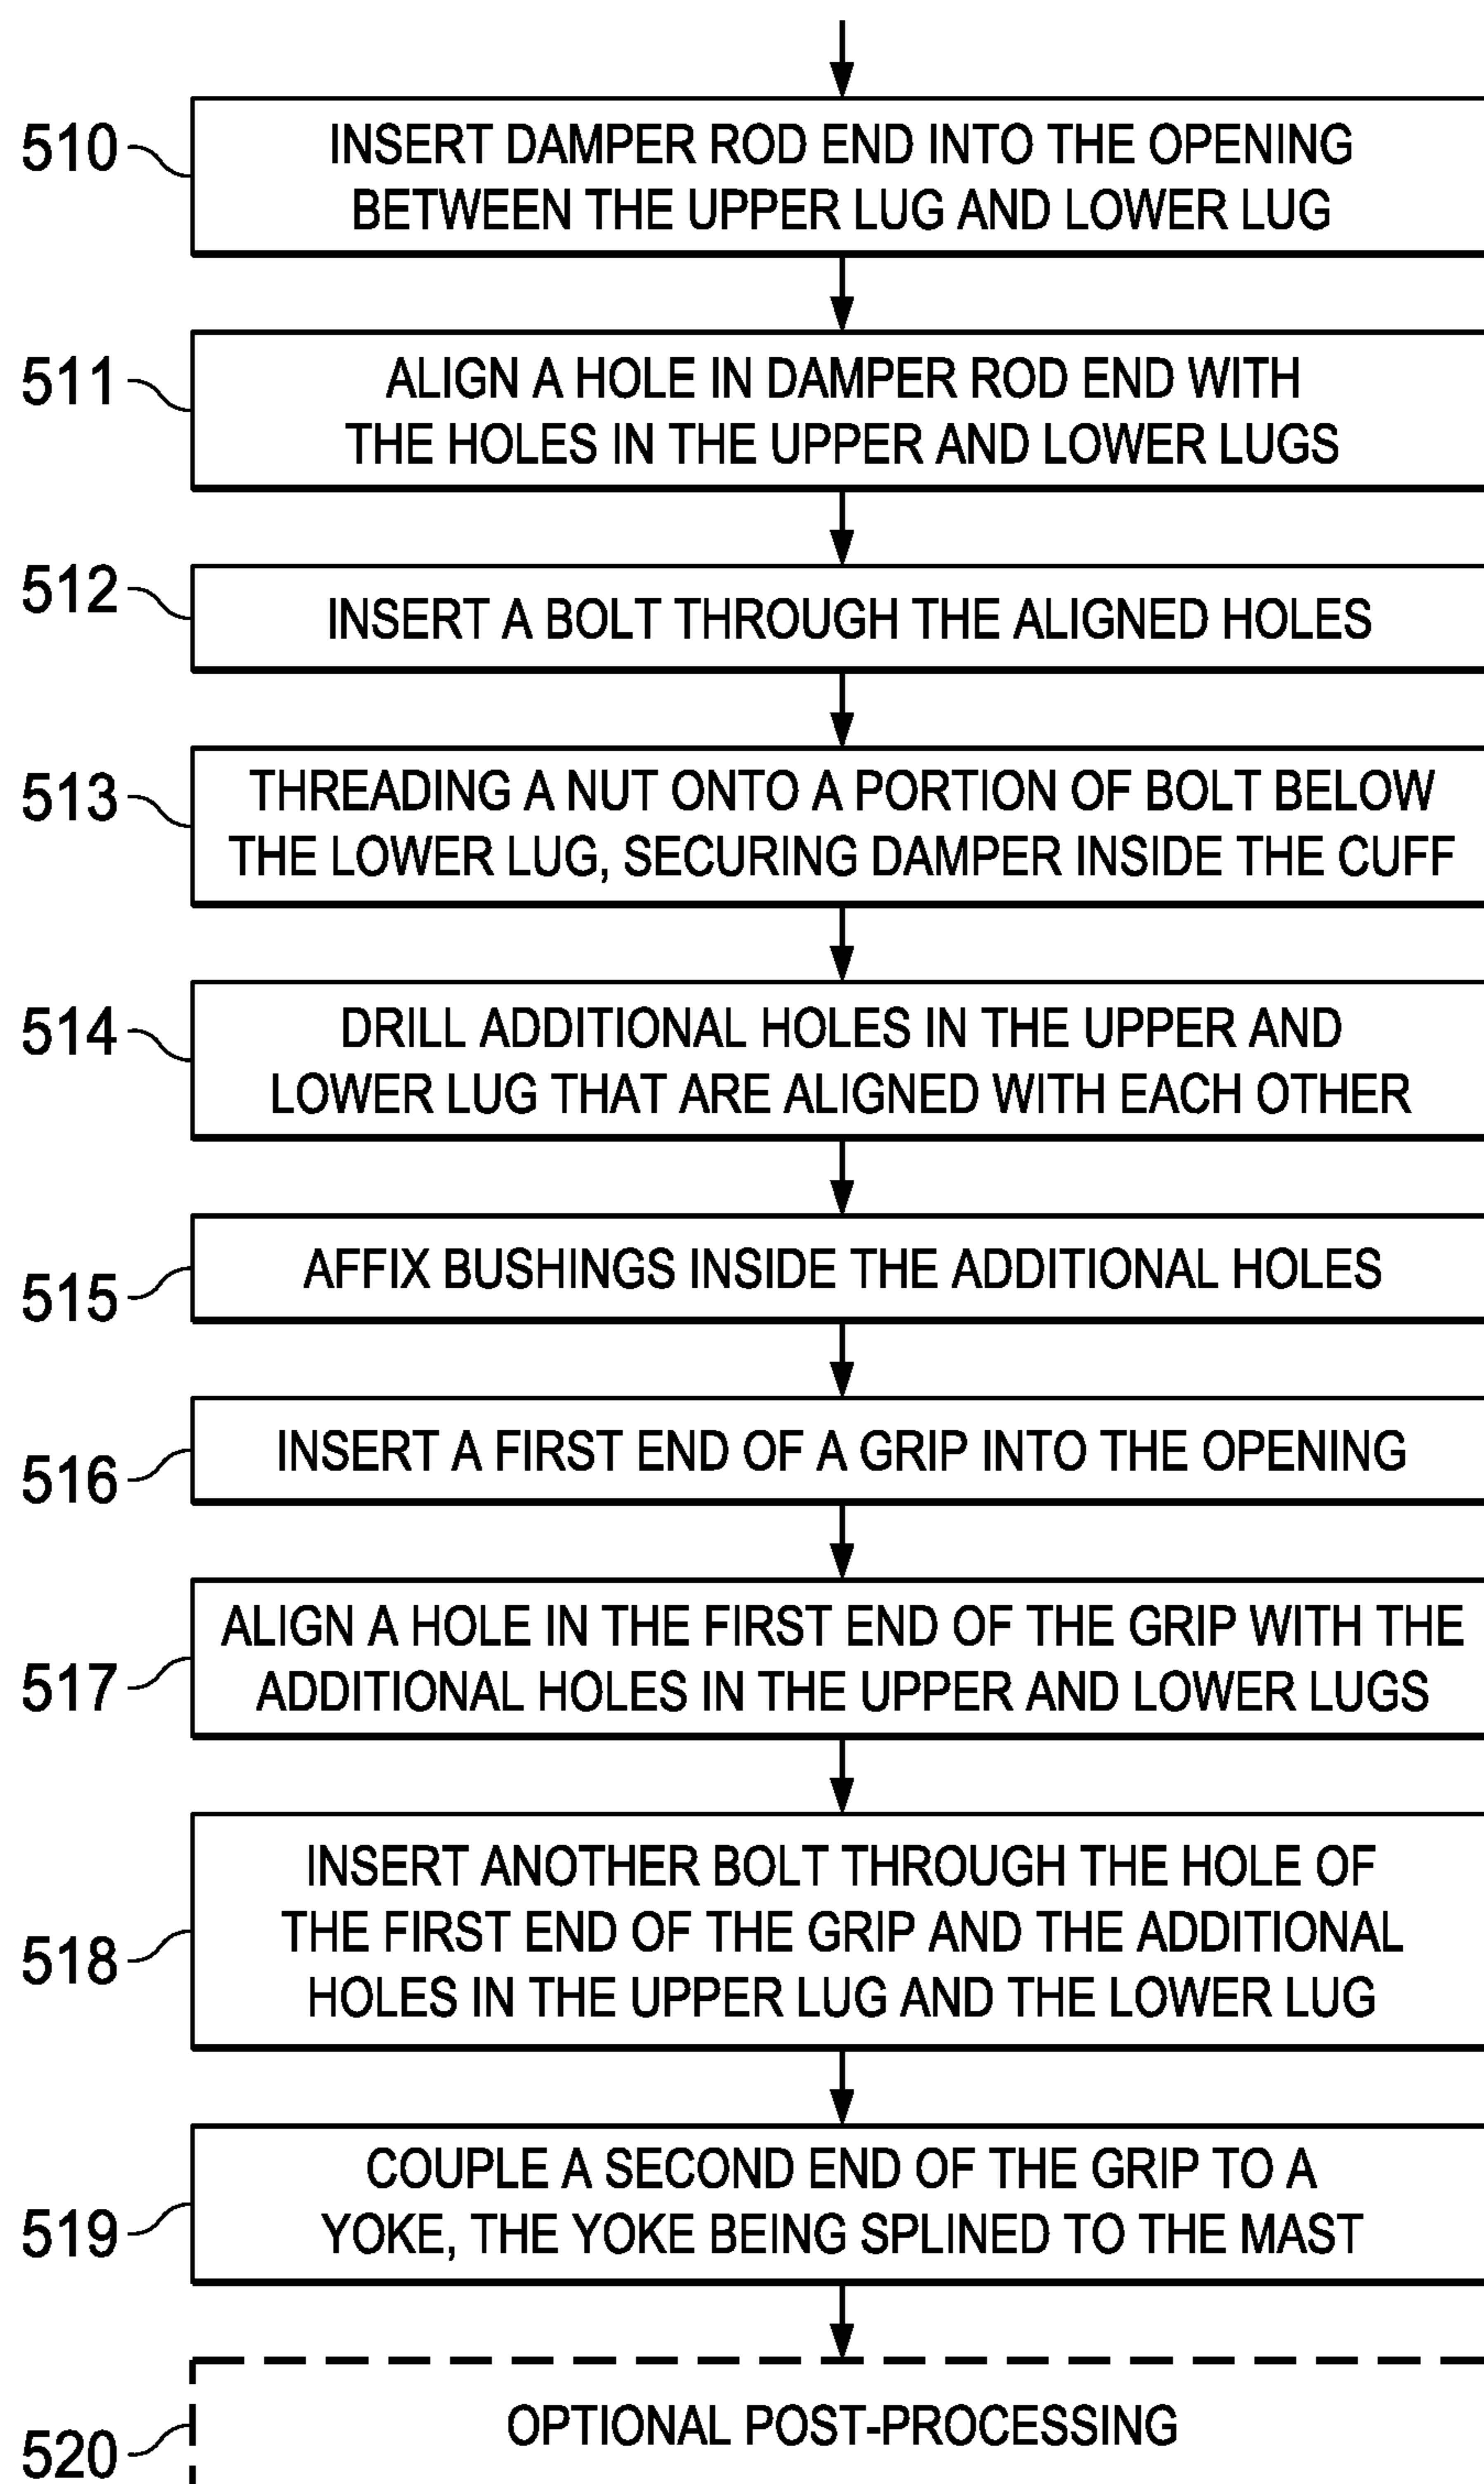 510
INSERT DAMPER ROD END INTO THE OPENING
BETWEEN THE UPPER LUG AND LOWER LUG
511
ALIGN A HOLE IN DAMPER ROD END WITH
THE HOLES IN THE UPPER AND LOWER LUGS
512
INSERT A BOLT THROUGH THE ALIGNED HOLES
513
THREADING A NUT ONTO A PORTION OF BOLT BELOW
THE LOWER LUG, SECURING DAMPER INSIDE THE CUFF
514
DRILL ADDITIONAL HOLES IN THE UPPER AND
LOWER LUG THAT ARE ALIGNED WITH EACH OTHER
515
AFFIX BUSHINGS INSIDE THE ADDITIONAL HOLES
516
INSERT A FIRST END OF A GRIP INTO THE OPENING
517
ALIGN A HOLE IN THE FIRST END OF THE GRIP WITH THE
ADDITIONAL HOLES IN THE UPPER AND LOWER LUGS
518
INSERT ANOTHER BOLT THROUGH THE HOLE OF
THE FIRST END OF THE GRIP AND THE ADDITIONAL
HOLES IN THE UPPER LUG AND THE LOWER LUG
519
COUPLE A SECOND END OF THE GRIP TO A
YOKE, THE YOKE BEING SPLINED TO THE MAST
520
OPTIONAL POST-PROCESSING